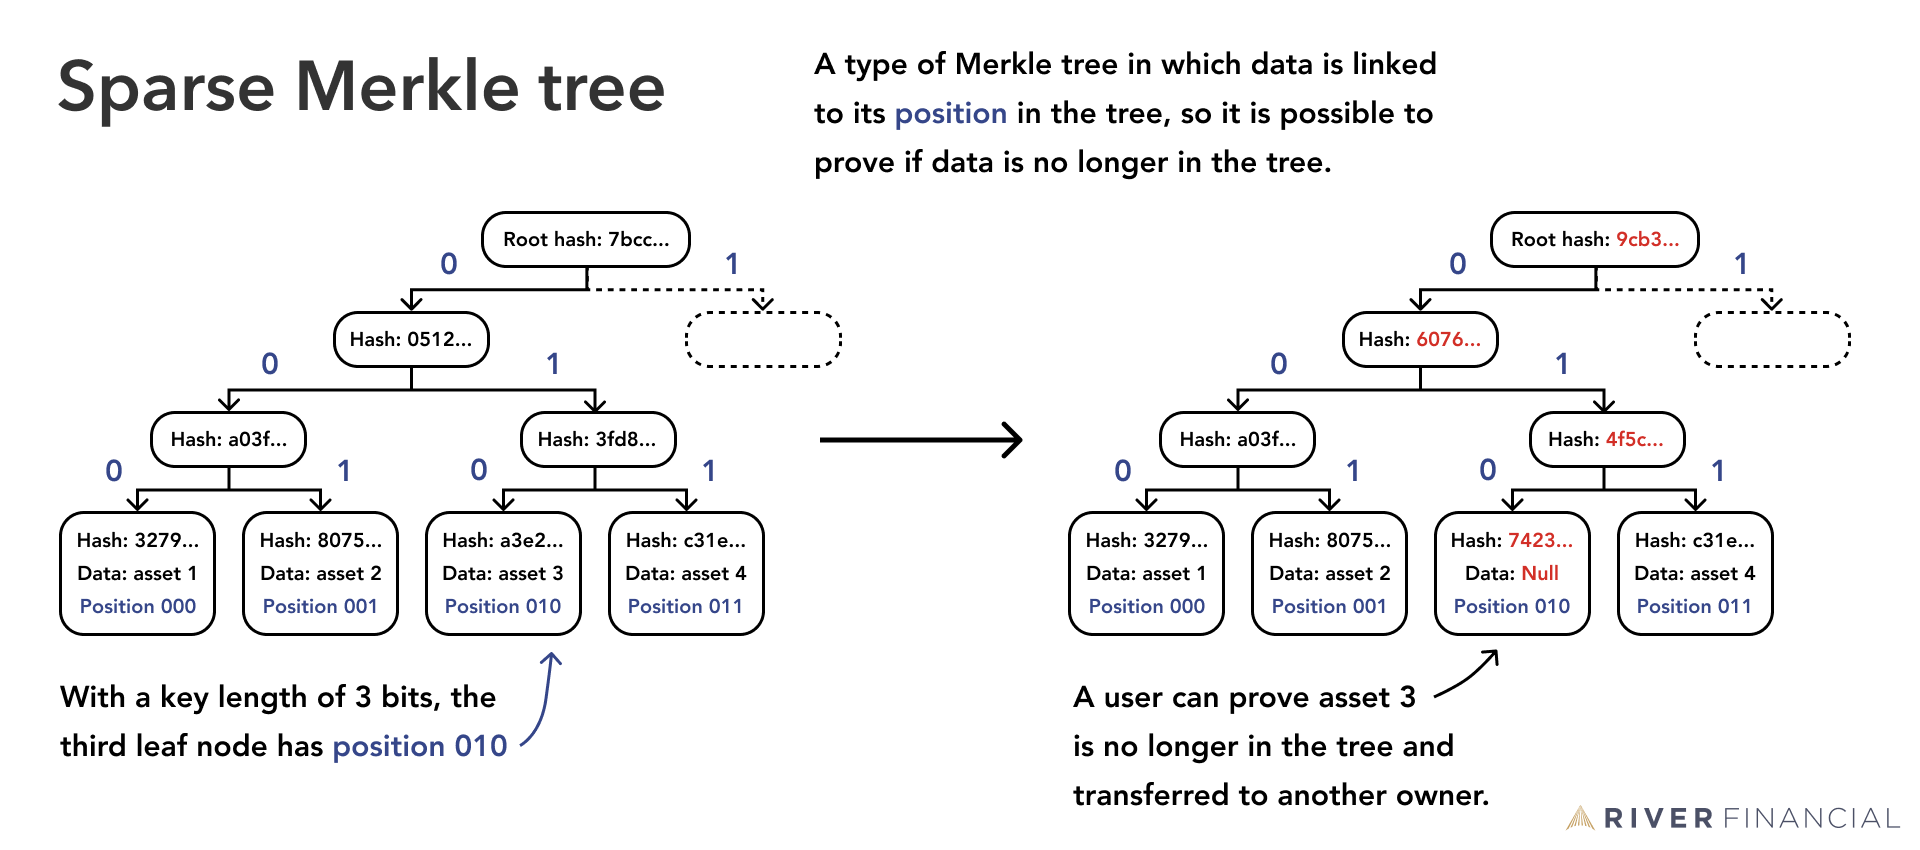 Sparse Merkle tree
A type of Merkle tree in which data is linked
to its position in the tree, so it is possible to
prove if data is no longer in the tree.
Root hash: 7bcc...
0
1
Hash: 0512...
0
1
Hash: a03f...
Hash: 3fd8...
0
1
0
1
Hash: 3279...
Data: asset 1
Position 000
Hash: 8075...
Data: asset 2
Position 001
Hash: a3e2...
Data: asset 3
Position 010
Hash: c31e...
Data: asset 4
Position 011
With a key length of 3 bits, the
third leaf node has position 010
Root hash: 9cb3...
0
1
Hash: 6076...
0
1
Hash: a03f...
Hash: 4f5c...
0
1
0
1
Hash: 3279...
Data: asset 1
Position 000
Hash: 8075...
Data: asset 2
Position 001
Hash: 7423...
Data: Null
Position 010
Hash: c31e...
Data: asset 4
Position 011
A user can prove asset 3
is no longer in the tree and
transferred to another owner.
RIVER FINANCIAL